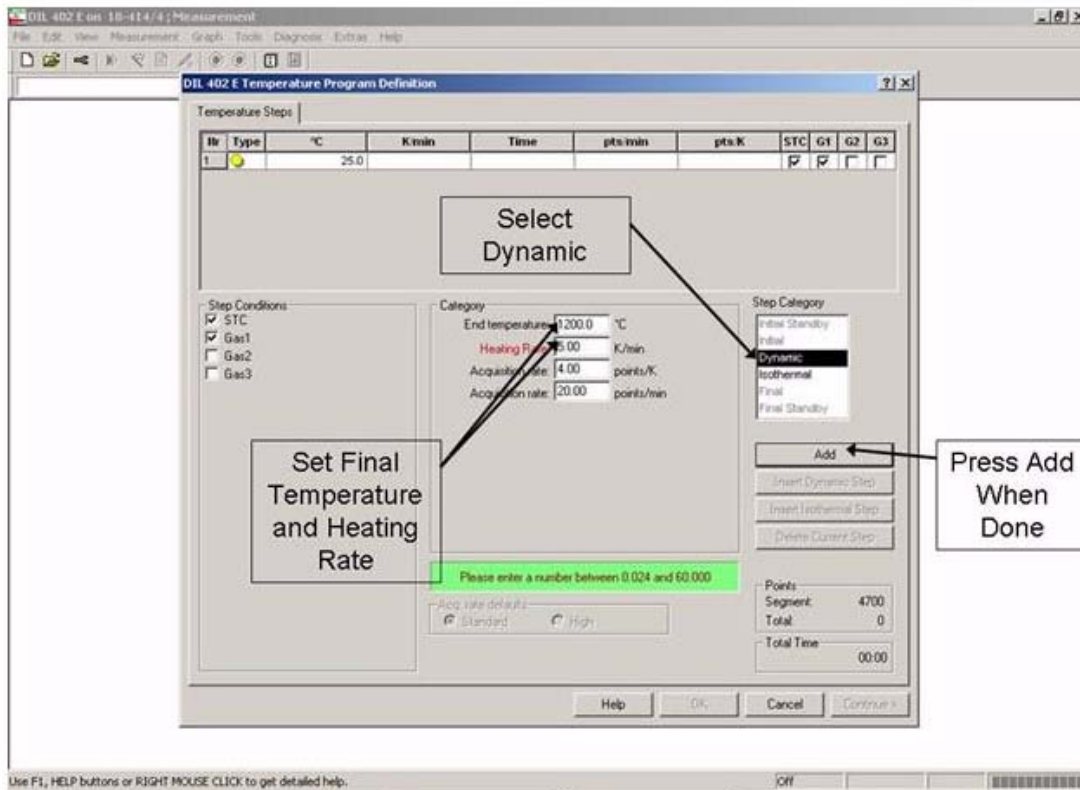 DIL 402 E on 18-414/4 ; Measurement
File Edit View Measurement Graph Tools Diagnosis Extras Help
DIL 402 E Temperature Program Definition
Temperature Steps
Nr Type °C K/min Time pts/min pts/K STC G1 G2 G3
1 25.0
Select
Dynamic
Step Conditions
STC
Gas1
Gas2
Gas3
Category
End temperature: 1200.0 °C
Heating Rate 5.00 K/min
Acquisition rate: 4.00 points/K
Acquisition rate: 20.00 points/min
Step Category
Initial Standby
Initial
Dynamic
Isothermal
Final
Final Standby
Set Final
Temperature
and Heating
Rate
Add
Insert Dynamic Step
Insert Isothermal Step
Delete Current Step
Press Add
When
Done
Please enter a number between 0.024 and 60.000
Acq. rate defaults
Standard High
Points
Segment: 4700
Total: 0
Total Time
00:00
Help OK Cancel Continue >
Use F1, HELP buttons or RIGHT MOUSE CLICK to get detailed help.
Off